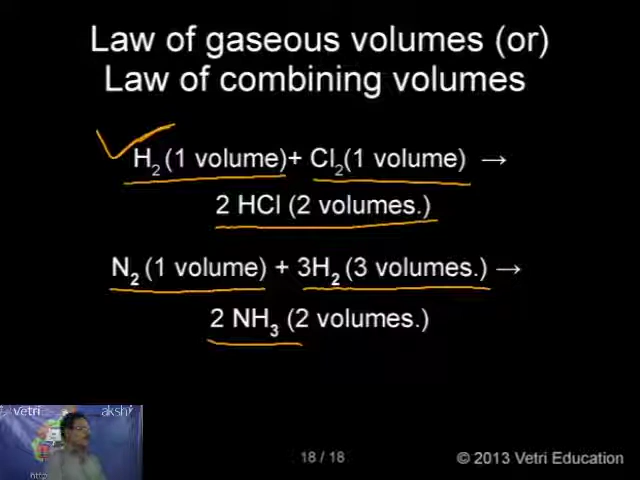 Law of gaseous volumes (or)
Law of combining volumes
H₂ (1 volume)+ Cl₂(1 volume) →
2 HCl (2 volumes.)
N₂ (1 volume) + 3H₂ (3 volumes.) →
2 NH₃ (2 volumes.)
vetri akshi
http
18 / 18
© 2013 Vetri Education